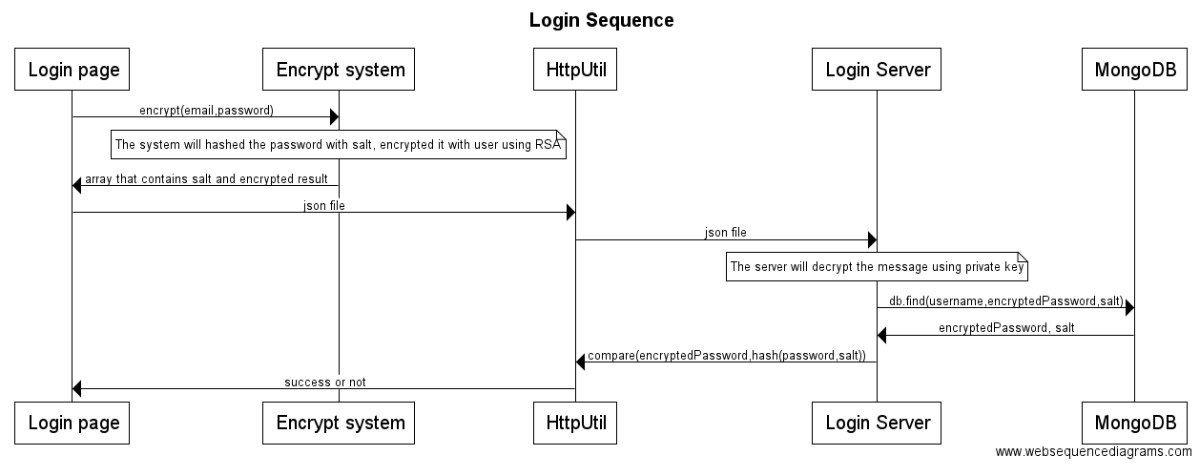 Login Sequence
Login page Encrypt system HttpUtil Login Server MongoDB
encrypt(email,password)
The system will hashed the password with salt, encrypted it with user using RSA
array that contains salt and encrypted result
json file
json file
The server will decrypt the message using private key
db.find(username,encryptedPassword,salt)
encryptedPassword, salt
compare(encryptedPassword,hash(password,salt))
success or not
Login page Encrypt system HttpUtil Login Server MongoDB
www.websequencediagrams.com